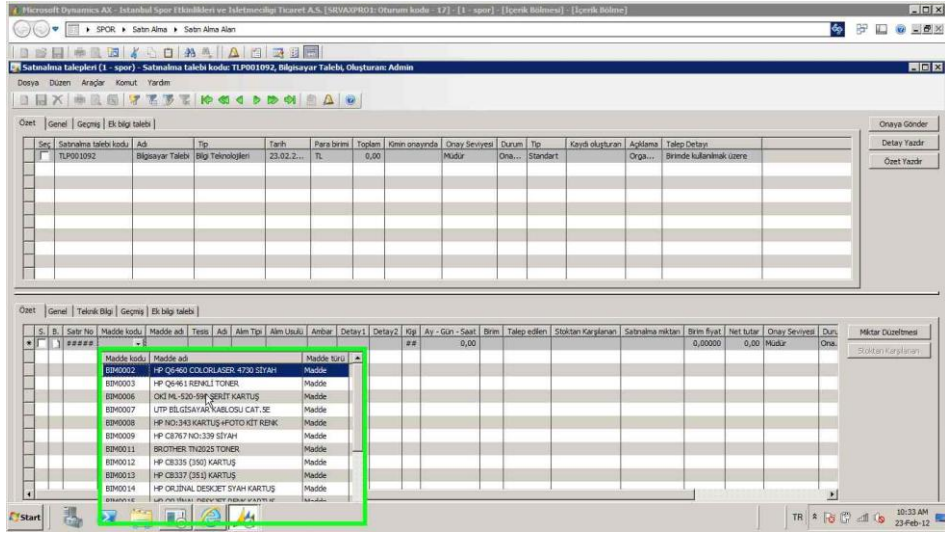 Microsoft Dynamics AX - İstanbul Spor Etkinlikleri ve İsletmeciligi Ticaret A.S. [SRVAXPRO1: Oturum kodu - 17] - [1 - spor] - [İçerik Bölmesi] - [İçerik Bölme]
SPOR Satın Alma Satın Alma Alan
Satınalma talepleri (1 - spor) - Satınalma talebi kodu: TLP001092, Bilgisayar Talebi, Oluşturan: Admin
Dosya Düzen Araçlar Komut Yardım
Özet Genel Geçmiş Ek bilgi talebi
Onaya Gönder
Seç Satınalma talebi kodu Adı Tip Tarih Para birimi Toplam Kimin onayında Onay Seviyesi Durum Tip Kaydı oluşturan Açıklama Talep Detayı
Detay Yazdır
TLP001092 Bilgisayar Talebi Bilgi Teknolojileri 23.02.2... TL 0,00 Müdür Ona... Standart Orga... Birimde kullanılmak üzere
Özet Yazdır
Özet Genel Teknik Bilgi Geçmiş Ek bilgi talebi
S. B. Satır No Madde kodu Madde adı Tesis Adı Alım Tipi Alım Usulü Ambar Detay1 Detay2 Kişi Ay - Gün - Saat Birim Talep edilen Stoktan Karşılanan Satınalma miktarı Birim fiyat Net tutar Onay Seviyesi Duru
Miktar Düzeltmesi
##### ## 0,00 0,00000 0,00 Müdür Ona.
Stoktan Karşılanan
Madde kodu Madde adı Madde türü
BIM0002 HP Q6460 COLORLASER 4730 SİYAH Madde
BIM0003 HP Q6461 RENKLİ TONER Madde
BIM0006 OKİ ML-520-590 ŞERİT KARTUŞ Madde
BIM0007 UTP BİLGİSAYAR KABLOSU CAT.5E Madde
BIM0008 HP NO:343 KARTUŞ+FOTO KİT RENK Madde
BIM0009 HP C8767 NO:339 SİYAH Madde
BIM0011 BROTHER TN2025 TONER Madde
BIM0012 HP CB335 (350) KARTUŞ Madde
BIM0013 HP CB337 (351) KARTUŞ Madde
BIM0014 HP ORJİNAL DESKJET SYAH KARTUŞ Madde
BIM0015 HP ORJİNAL DESKJET RENK KARTUŞ Madde
Start
TR
10:33 AM
23-Feb-12